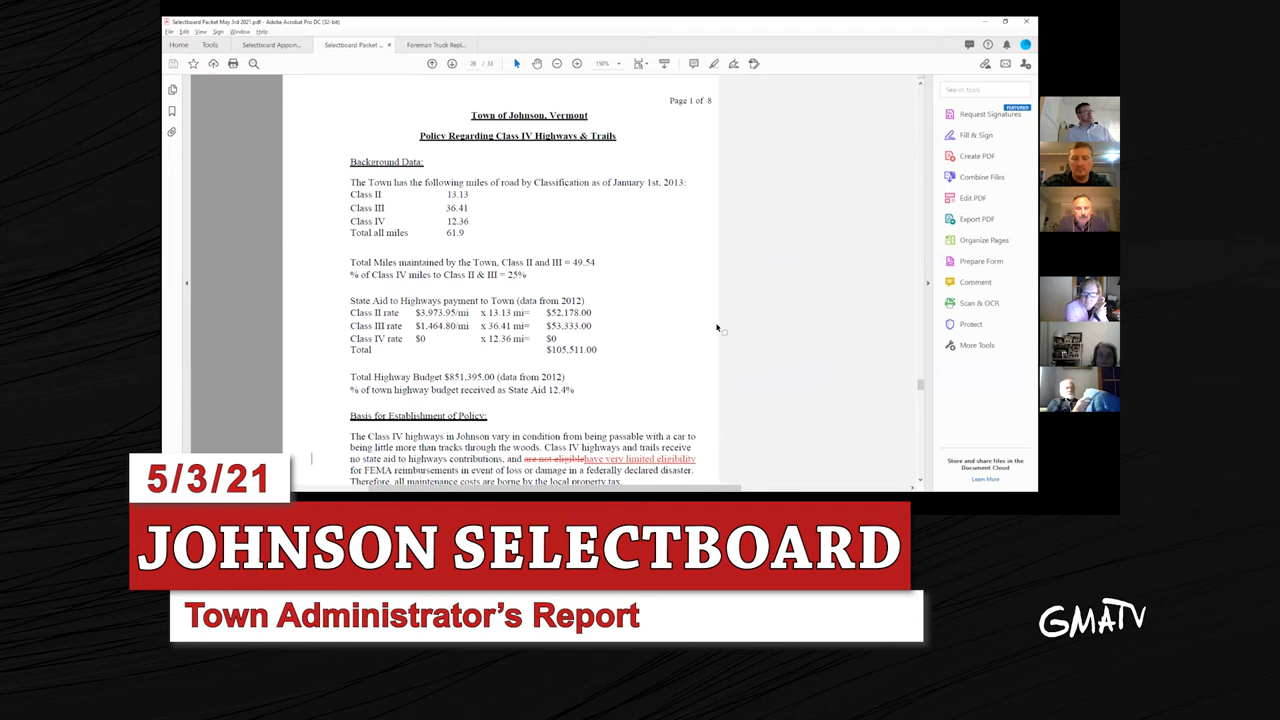 Selectboard Packet May 3rd 2021.pdf - Adobe Acrobat Pro DC (32-bit)
File Edit View Sign Window Help
Home Tools Selectboard Appoin... Selectboard Packet ... × Foreman Truck Repl...
26 / 33 150%
Page 1 of 8
Town of Johnson, Vermont
Policy Regarding Class IV Highways & Trails
Background Data:
The Town has the following miles of road by Classification as of January 1st, 2013:
Class II 13.13
Class III 36.41
Class IV 12.36
Total all miles 61.9
Total Miles maintained by the Town, Class II and III = 49.54
% of Class IV miles to Class II & III = 25%
State Aid to Highways payment to Town (data from 2012)
Class II rate $3,973.95/mi x 13.13 mi= $52,178.00
Class III rate $1,464.80/mi x 36.41 mi= $53,333.00
Class IV rate $0 x 12.36 mi= $0
Total $105,511.00
Total Highway Budget $851,395.00 (data from 2012)
% of town highway budget received as State Aid 12.4%
Basis for Establishment of Policy:
The Class IV highways in Johnson vary in condition from being passable with a car to
being little more than tracks through the woods. Class IV highways and trails receive
no state aid to highways contributions, and are not eligiblehave very limited eligibility
for FEMA reimbursements in event of loss or damage in a federally declared disaster.
Therefore, all maintenance costs are borne by the local property tax.
Search tools
FEATURED
Request Signatures
Fill & Sign
Create PDF
Combine Files
Edit PDF
Export PDF
Organize Pages
Prepare Form
Comment
Scan & OCR
Protect
More Tools
Store and share files in the
Document Cloud
Learn More
5/3/21
JOHNSON SELECTBOARD
Town Administrator's Report
GMATV